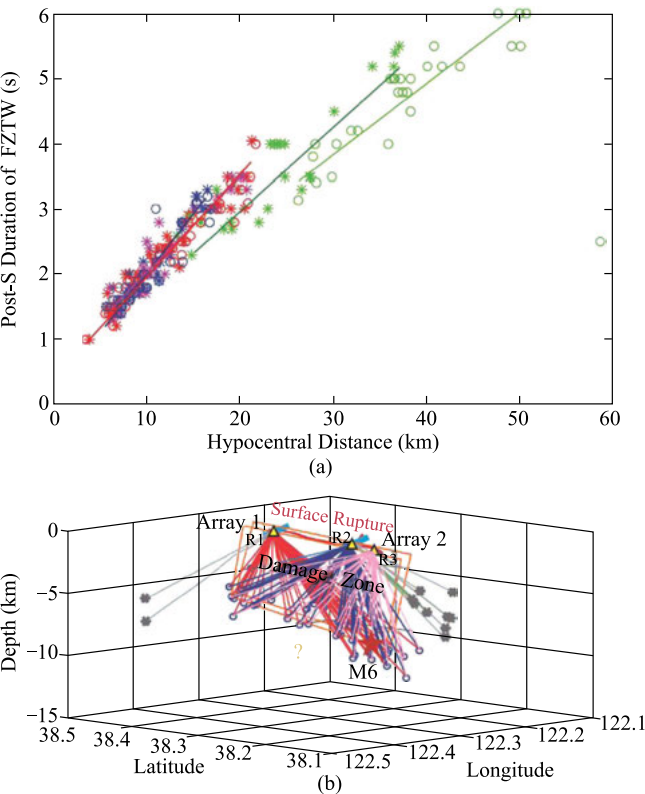 6
5
4
3
2
1
0
Post-S Duration of FZTW (s)
0 10 20 30 40 50 60
Hypocentral Distance (km)
(a)
Array 1
Surface Rupture
R1
R2
Array 2
R3
Damage Zone
0
−5
−10
−15
Depth (km)
?
M6
38.5 38.4 38.3 38.2 38.1
122.5 122.4 122.3 122.2 122.1
Latitude
Longitude
(b)